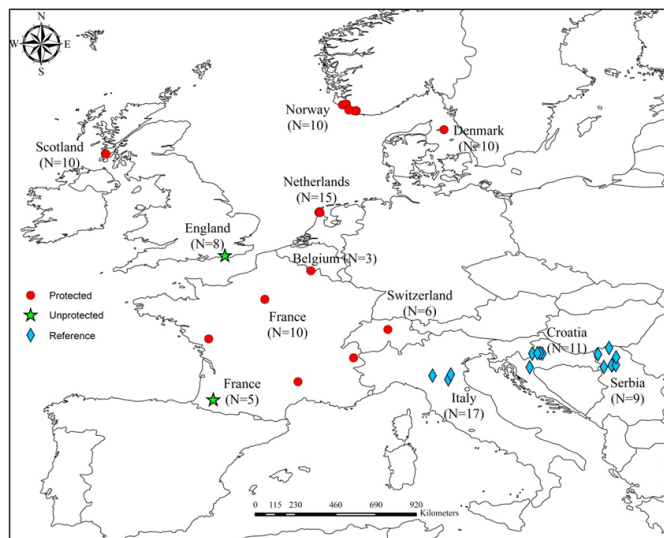 N
W E
S
Norway
(N=10)
Scotland
(N=10)
Denmark
(N=10)
Netherlands
(N=15)
England
(N=8)
Belgium (N=3)
Protected
Unprotected
Reference
Switzerland
(N=6)
France
(N=10)
Croatia
(N=11)
France
(N=5)
Italy
(N=17)
Serbia
(N=9)
0 115 230 460 690 920
Kilometers